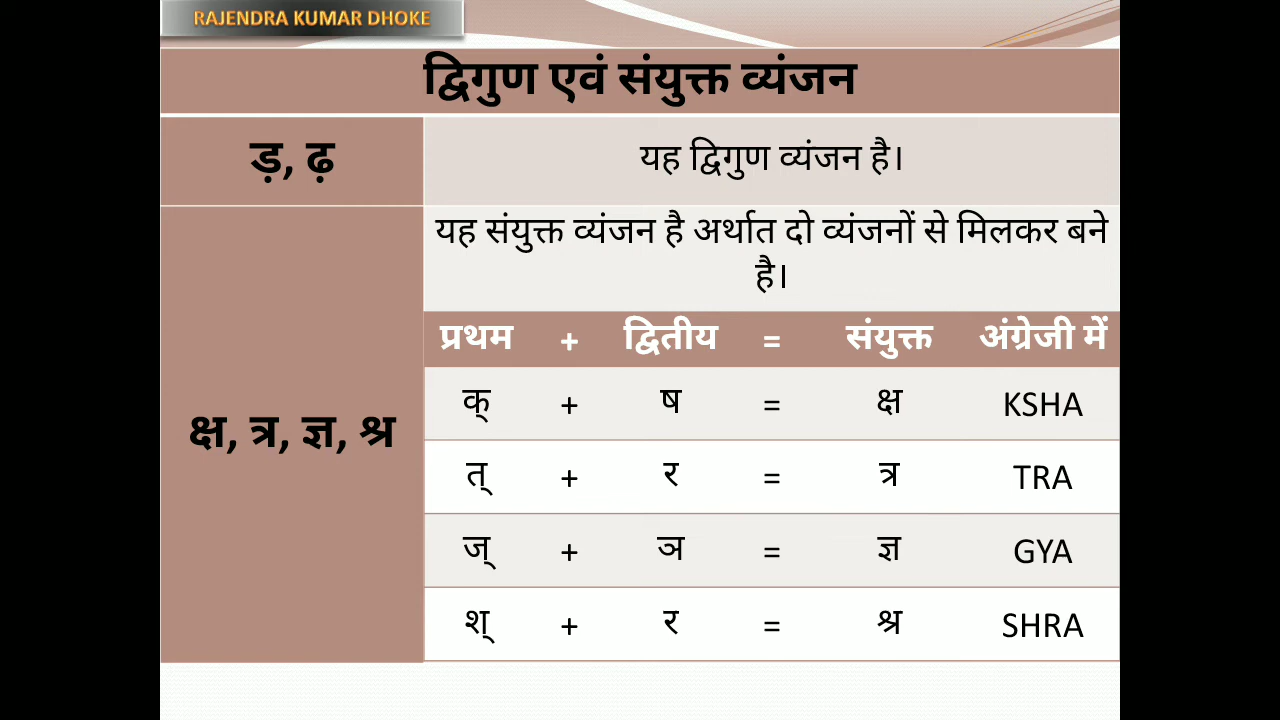 RAJENDRA KUMAR DHOKE
द्विगुण एवं संयुक्त व्यंजन
ड़, ढ़
यह द्विगुण व्यंजन है।
क्ष, त्र, ज्ञ, श्र
यह संयुक्त व्यंजन है अर्थात दो व्यंजनों से मिलकर बने
है।
प्रथम + द्वितीय = संयुक्त अंग्रेजी में
क् + ष = क्ष KSHA
त् + र = त्र TRA
ज् + ञ = ज्ञ GYA
श् + र = श्र SHRA